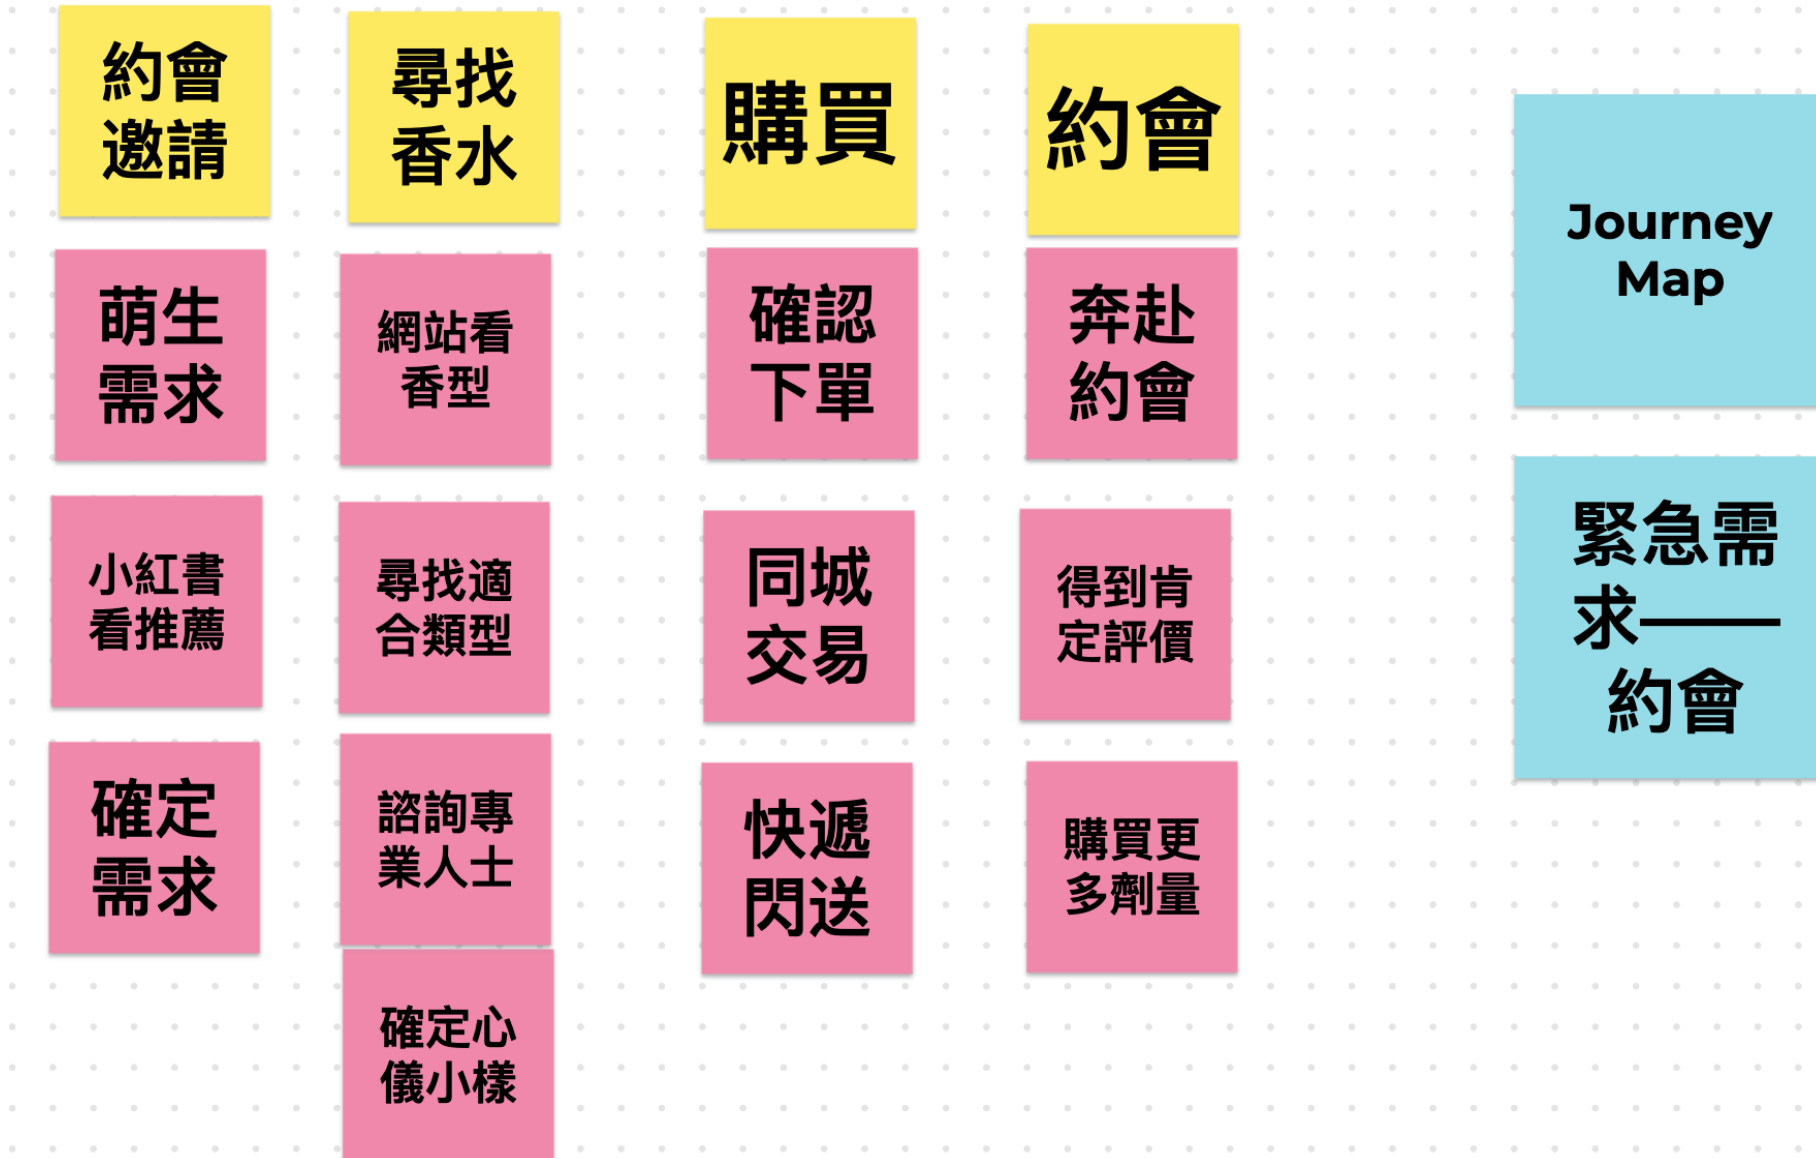 約會
邀請
萌生
需求
小紅書
看推薦
確定
需求
尋找
香水
網站看
香型
尋找適
合類型
諮詢專
業人士
確定心
儀小樣
購買
確認
下單
同城
交易
快遞
閃送
約會
奔赴
約會
得到肯
定評價
購買更
多劑量
Journey
Map
緊急需
求——
約會